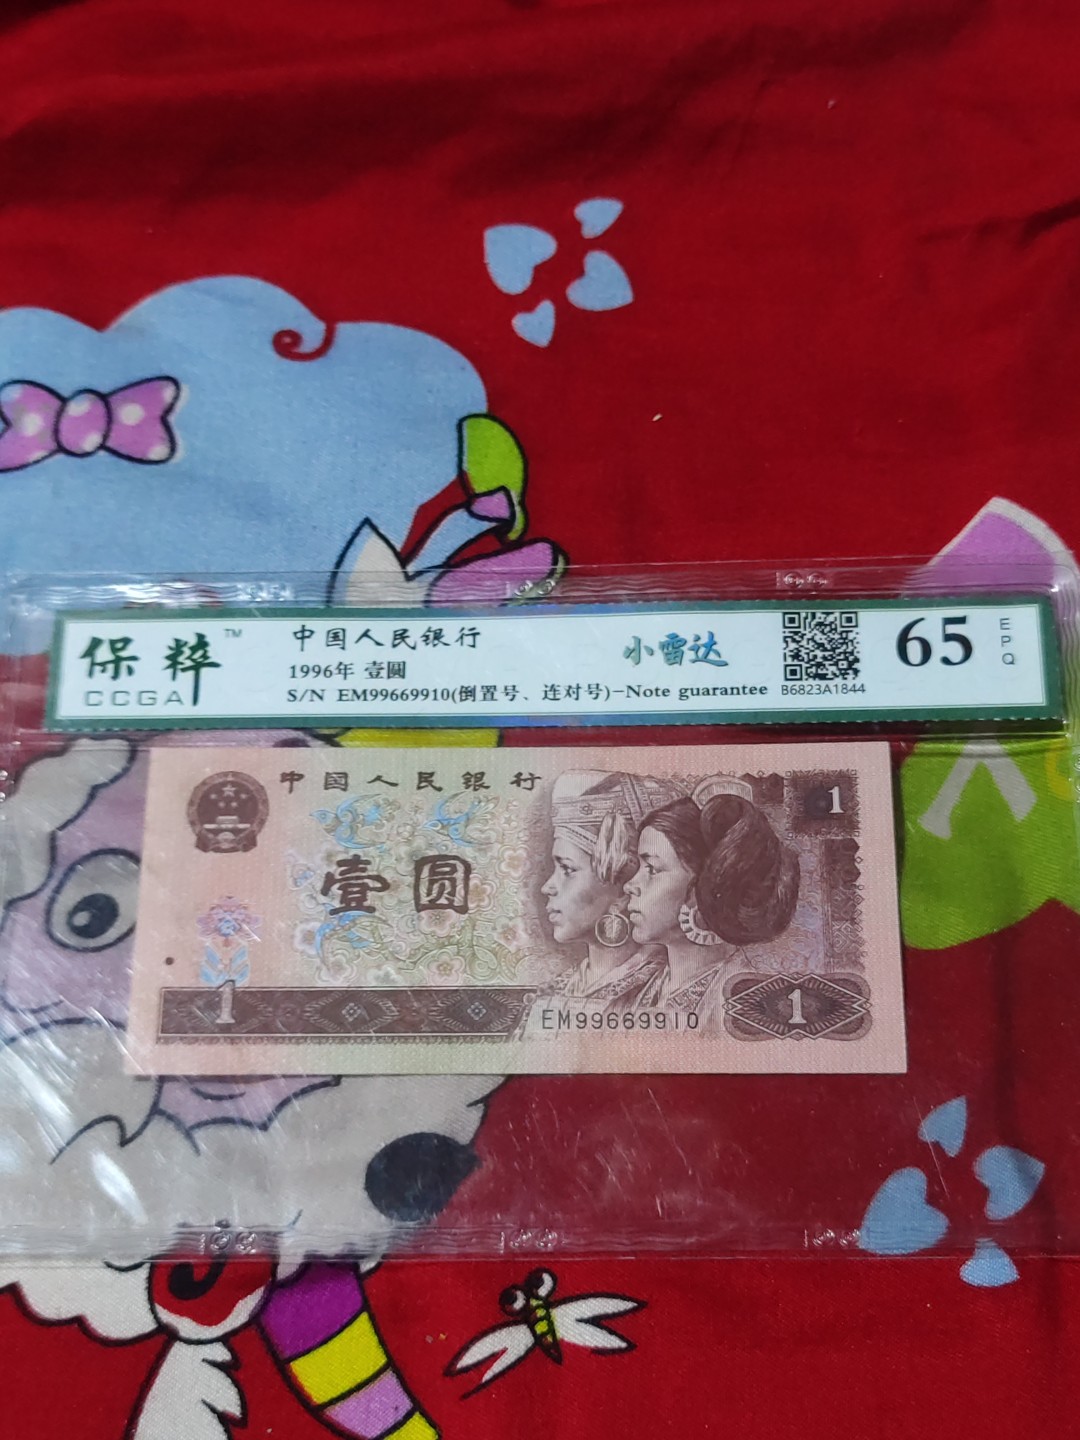 保粹™
CCGA
中国人民银行
1996年 壹圆
S/N EM99669910(倒置号、连对号)-Note guarantee
小雷达
B6823A1844
65
EPQ
中国人民银行
壹圆
1
1
1
EM99669910